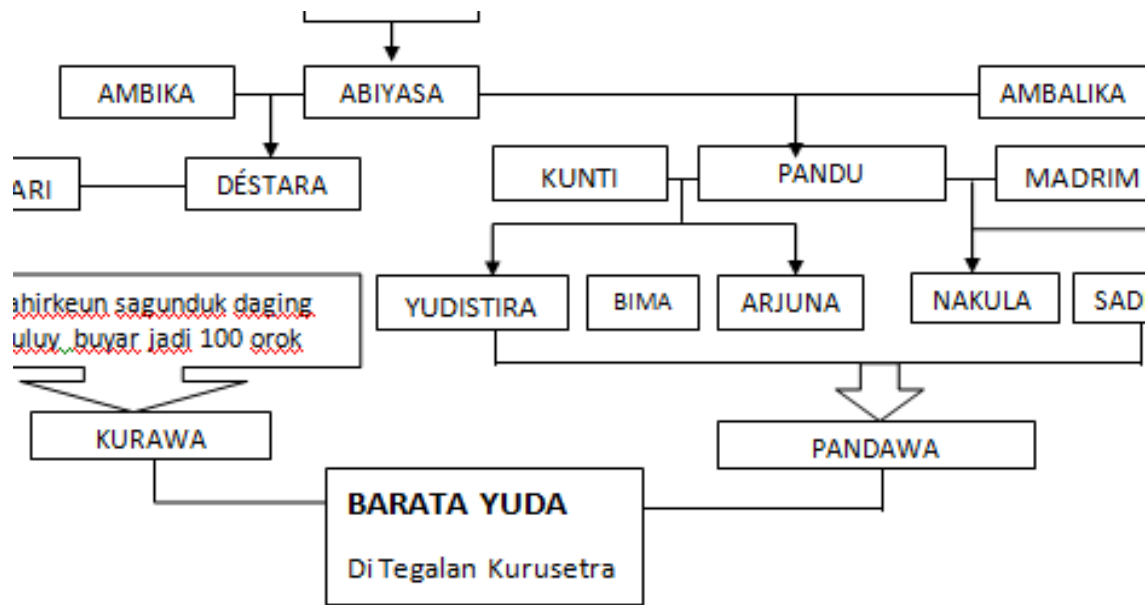 AMBIKA
ABIYASA
AMBALIKA
ARI
DÉSTARA
KUNTI
PANDU
MADRIM
ahirkeun sagunduk daging
uluy buyar jadi 100 orok
YUDISTIRA
BIMA
ARJUNA
NAKULA
SAD
KURAWA
PANDAWA
BARATA YUDA
Di Tegalan Kurusetra